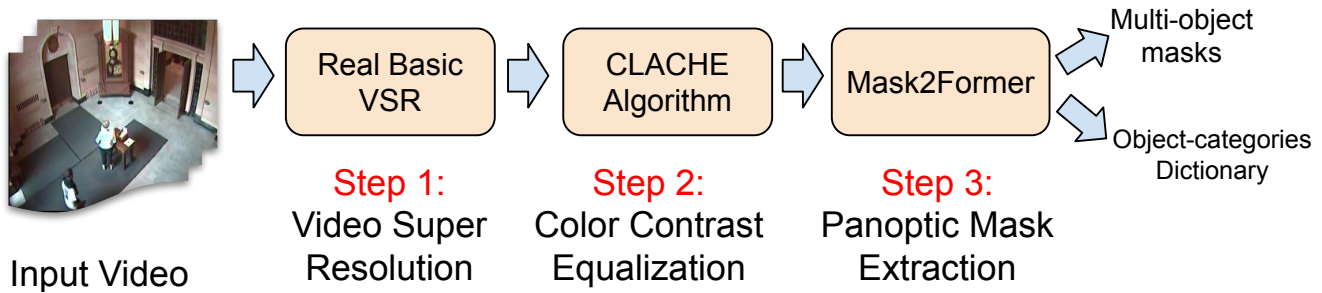 Real Basic
VSR
CLACHE
Algorithm
Mask2Former
Multi-object
masks
Object-categories
Dictionary
Input Video
Step 1:
Video Super
Resolution
Step 2:
Color Contrast
Equalization
Step 3:
Panoptic Mask
Extraction